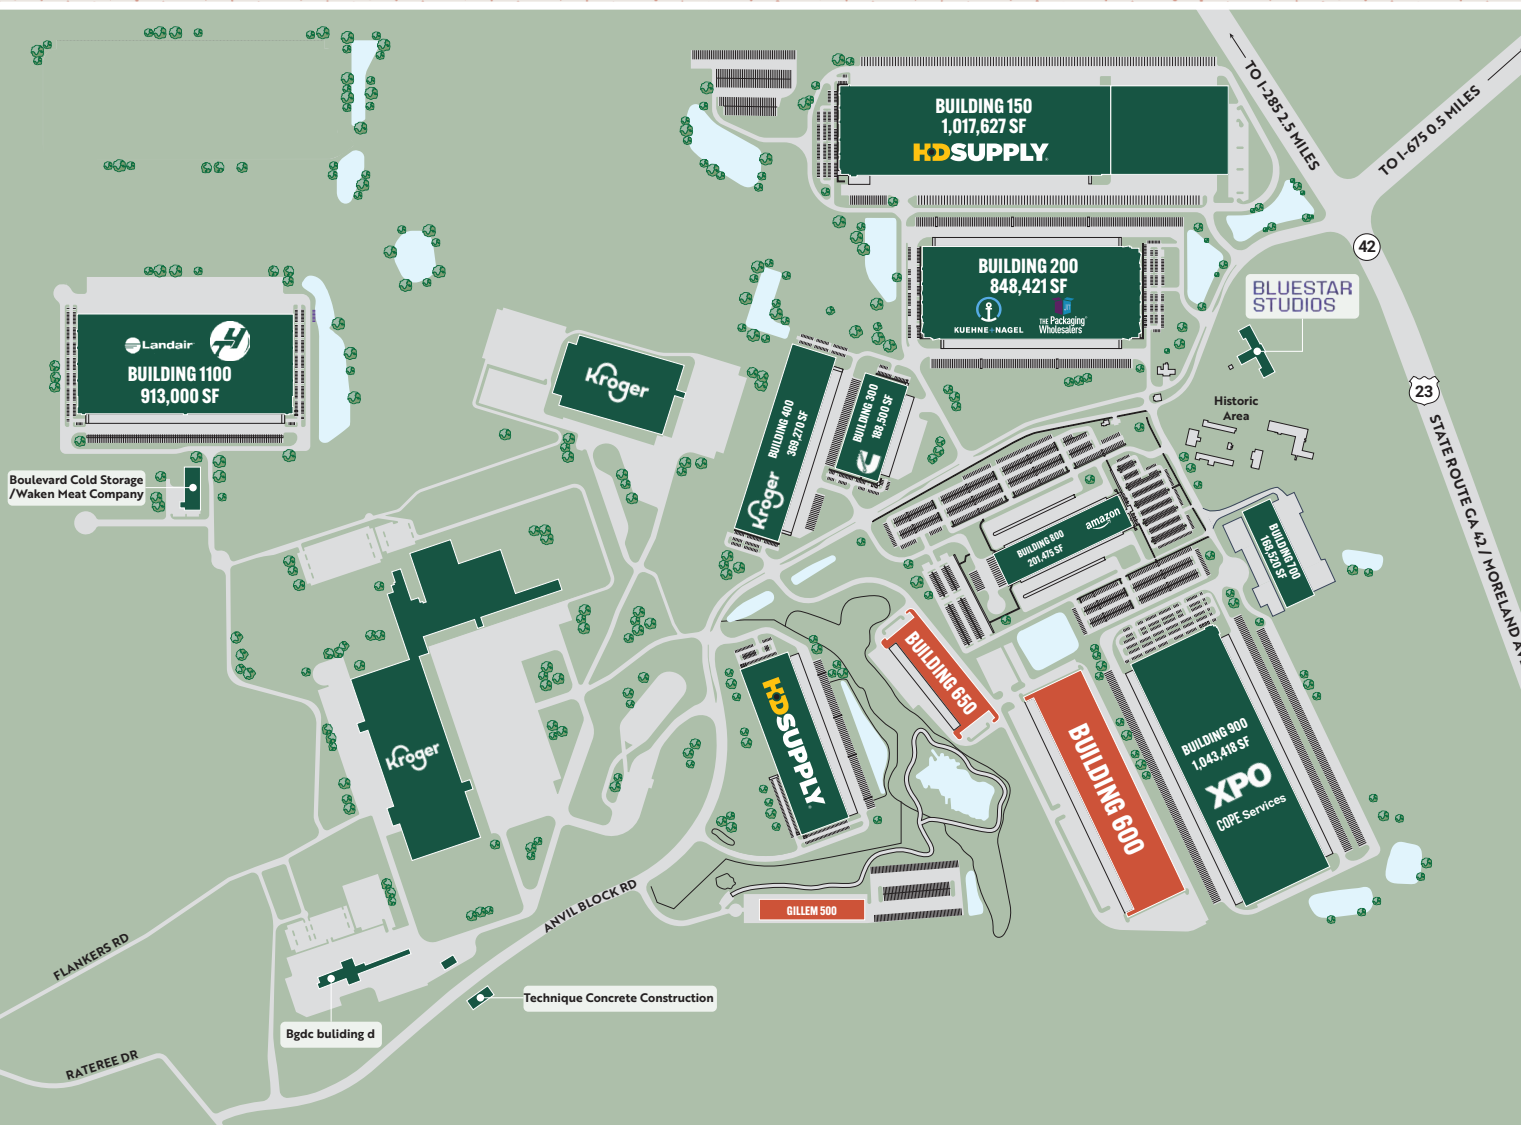 BUILDING 150
1,017,627 SF
HDSUPPLY
TO I-285 2.5 MILES
TO I-675 0.5 MILES
42
BUILDING 200
848,421 SF
KUEHNE+NAGEL
THE Packaging
Wholesalers
BLUESTAR
STUDIOS
Landair
BUILDING 1100
913,000 SF
Kroger
BUILDING 400
369,270 SF
Kroger
BUILDING 300
188,500 SF
Historic
Area
23
STATE ROUTE GA 42 / MORELAND AV
Boulevard Cold Storage
/Waken Meat Company
BUILDING 800
201,475 SF
amazon
BUILDING 700
168,520 SF
BUILDING 650
HDSUPPLY
Kroger
BUILDING 600
BUILDING 900
1,043,418 SF
XPO
COPE Services
GILLEM 500
ANVIL BLOCK RD
FLANKERS RD
Technique Concrete Construction
Bgdc buliding d
RATEREE DR